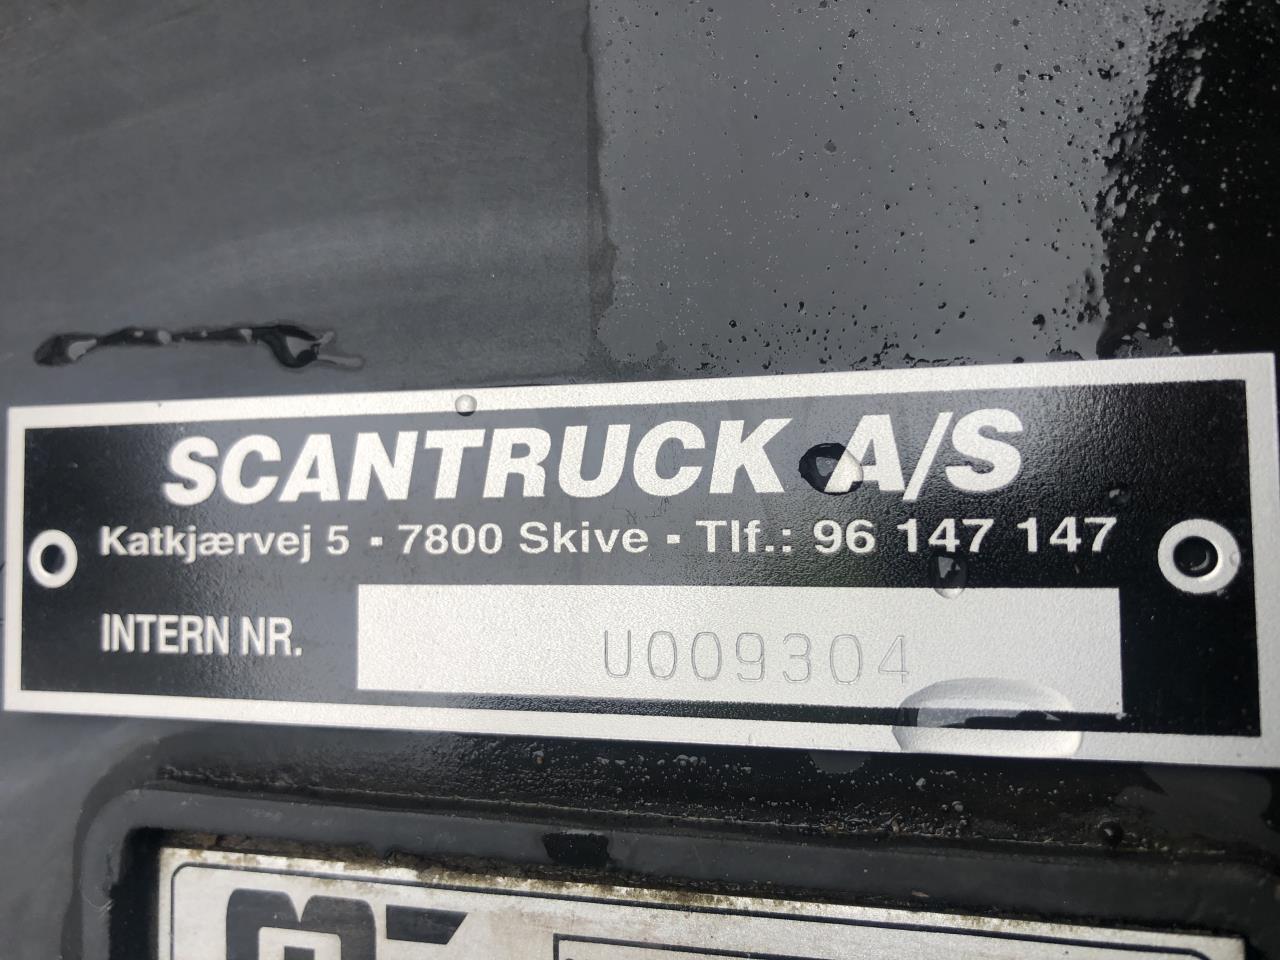 SCANTRUCK A/S
Katkjærvej 5 - 7800 Skive - Tlf.: 96 147 147
INTERN NR. U009304